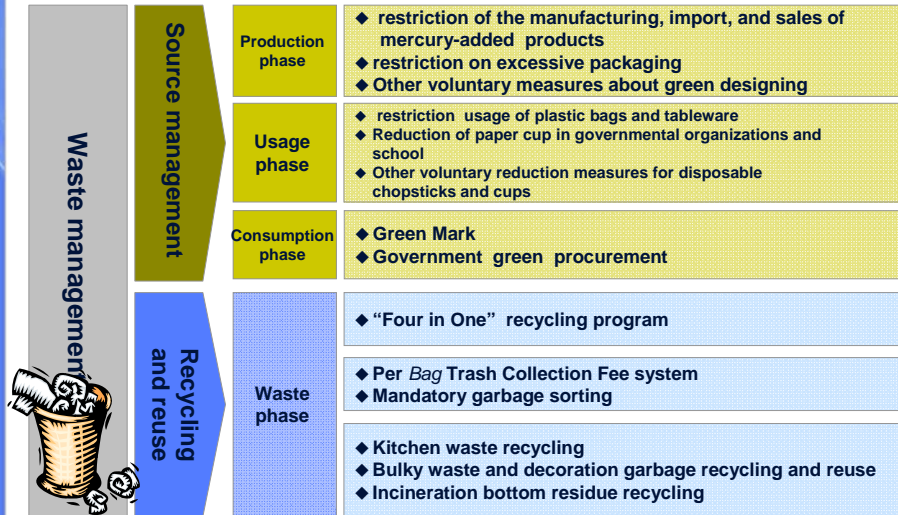 Waste management
Source management
Production
phase
◆ restriction of the manufacturing, import, and sales of
mercury-added products
◆ restriction on excessive packaging
◆ Other voluntary measures about green designing
Usage
phase
◆ restriction usage of plastic bags and tableware
◆ Reduction of paper cup in governmental organizations and
school
◆ Other voluntary reduction measures for disposable
chopsticks and cups
Consumption
phase
◆ Green Mark
◆ Government green procurement
Recycling
and reuse
Waste
phase
◆ “Four in One” recycling program
◆ Per Bag Trash Collection Fee system
◆ Mandatory garbage sorting
◆ Kitchen waste recycling
◆ Bulky waste and decoration garbage recycling and reuse
◆ Incineration bottom residue recycling